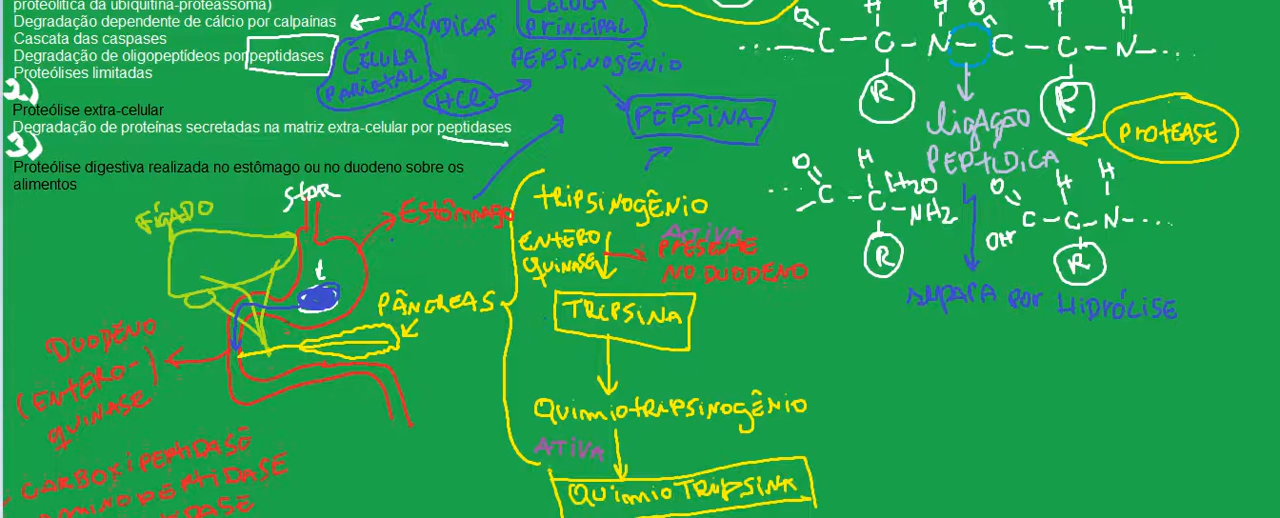 proteolítica da ubiquitina-proteassoma)
Degradação dependente de cálcio por calpaínas
Cascata das caspases
Degradação de oligopeptídeos por peptidases
Proteólises limitadas
2)
Proteólise extra-celular
Degradação de proteínas secretadas na matriz extra-celular por peptidases
3)
Proteólise digestiva realizada no estômago ou no duodeno sobre os
alimentos
OXÍNDICAS
CÉLULA
PARIETAL
HCl
CÉLULA
PRINCIPAL
PEPSINOGÊNIO
PEPSINA
O H H O H H
C - C - N - C - C - N - ...
R R
LIGAÇÃO
PEPTÍDICA
PROTEASE
O H H2O O H H
... C - C - NH2 OH C - C - N - ...
R R
SEPARA POR HIDRÓLISE
FÍGADO
STAR
ESTÔMAGO
PÂNCREAS
DUODÊNO
(ENTERO-
QUINASE)
CARBOXIPEPTIDASE
TRIPSINOGÊNIO
ENTERO
QUINASE
ATIVA
PRESENTE
NO DUODENO
TRIPSINA
QUIMIOTRIPSINOGÊNIO
ATIVA
QUIMIOTRIPSINA